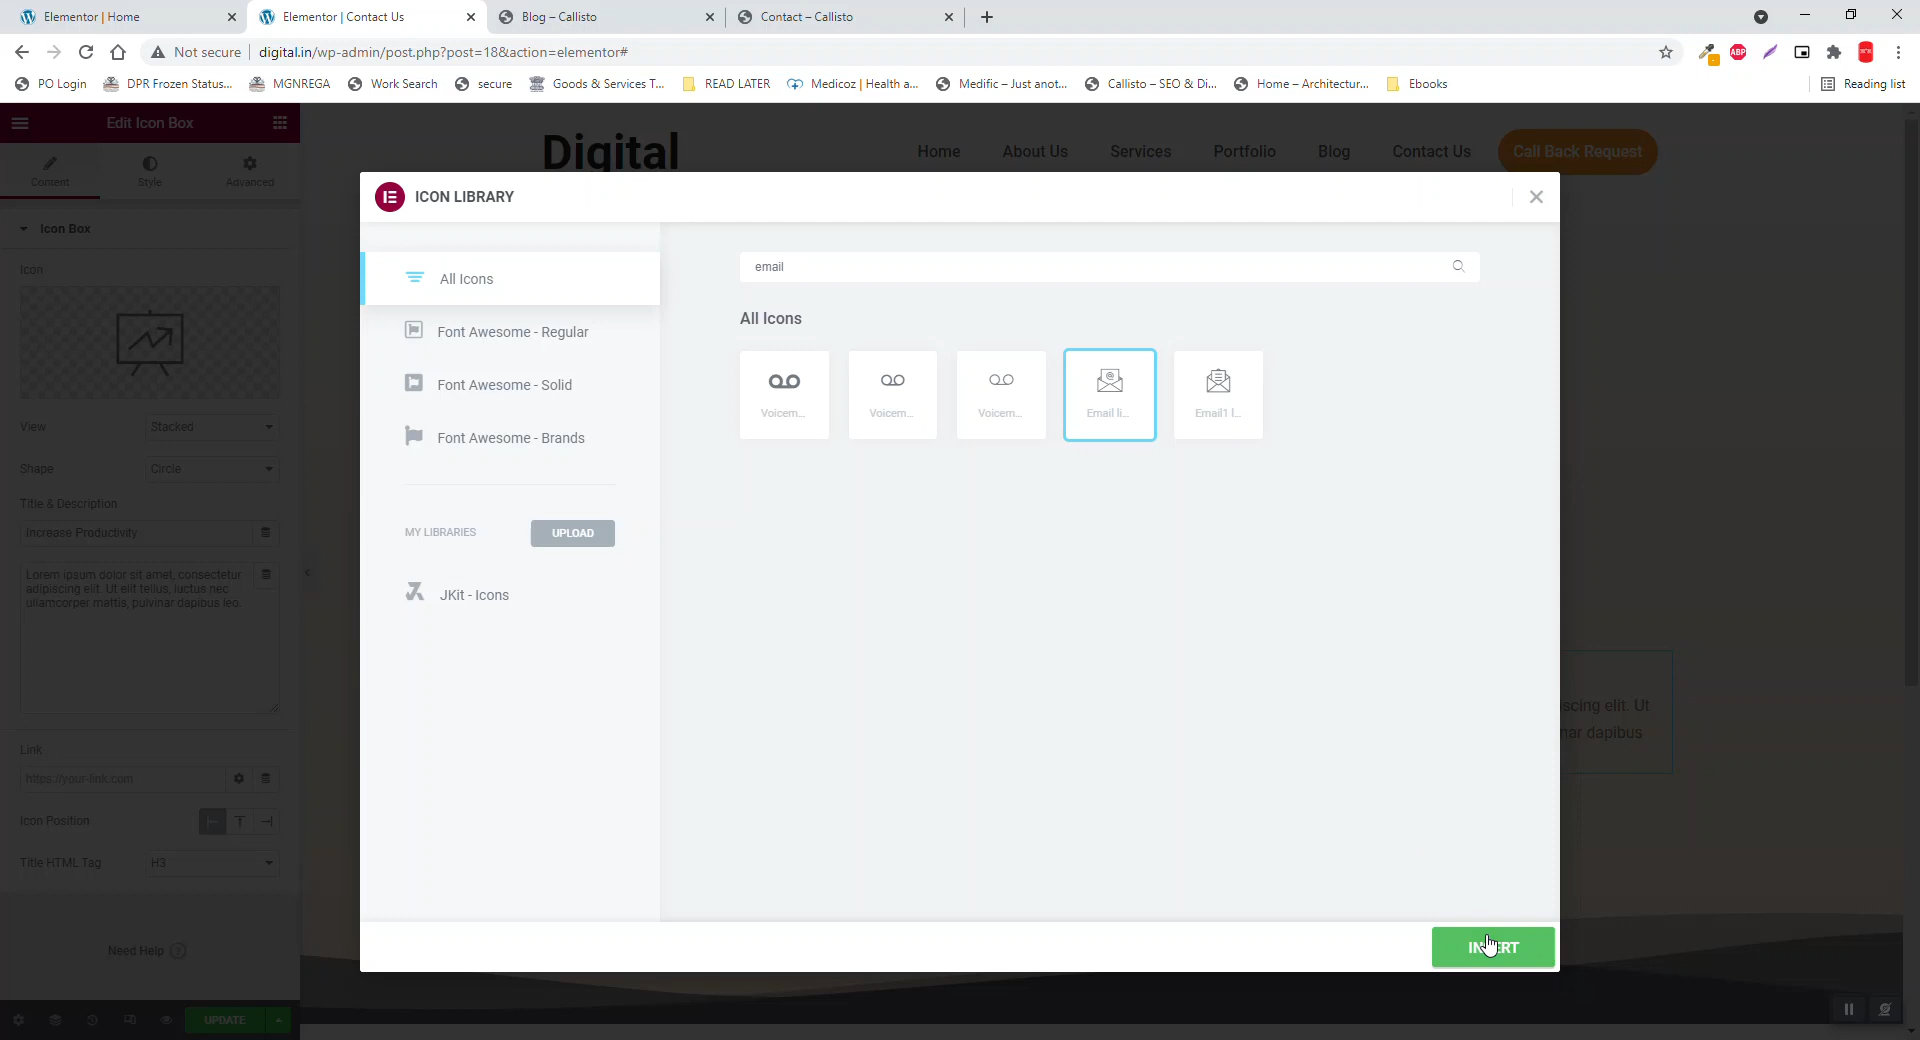 Elementor | Home
Elementor | Contact Us
Blog – Callisto
Contact – Callisto
Not secure
digital.in/wp-admin/post.php?post=18&action=elementor#
ABP
PO Login
DPR Frozen Status...
MGNREGA
Work Search
secure
Goods & Services T...
READ LATER
Medicoz | Health a...
Medific – Just anot...
Callisto – SEO & Di...
Home – Architectur...
Ebooks
Reading list
Edit Icon Box
Content
Style
Advanced
Digital
Home
About Us
Services
Portfolio
Blog
Contact Us
Call Back Request
ICON LIBRARY
Icon Box
Icon
All Icons
Font Awesome - Regular
Font Awesome - Solid
Font Awesome - Brands
MY LIBRARIES
UPLOAD
JKit - Icons
email
All Icons
Voicem...
Voicem...
Voicem...
Email li...
Email1 l...
View
Stacked
Shape
Circle
Title & Description
Increase Productivity
Lorem ipsum dolor sit amet, consectetur
adipiscing elit. Ut elit tellus, luctus nec
ullamcorper mattis, pulvinar dapibus leo.
scing elit. Ut
nar dapibus
Link
https://your-link.com
Icon Position
Title HTML Tag
H3
Need Help
INSERT
UPDATE